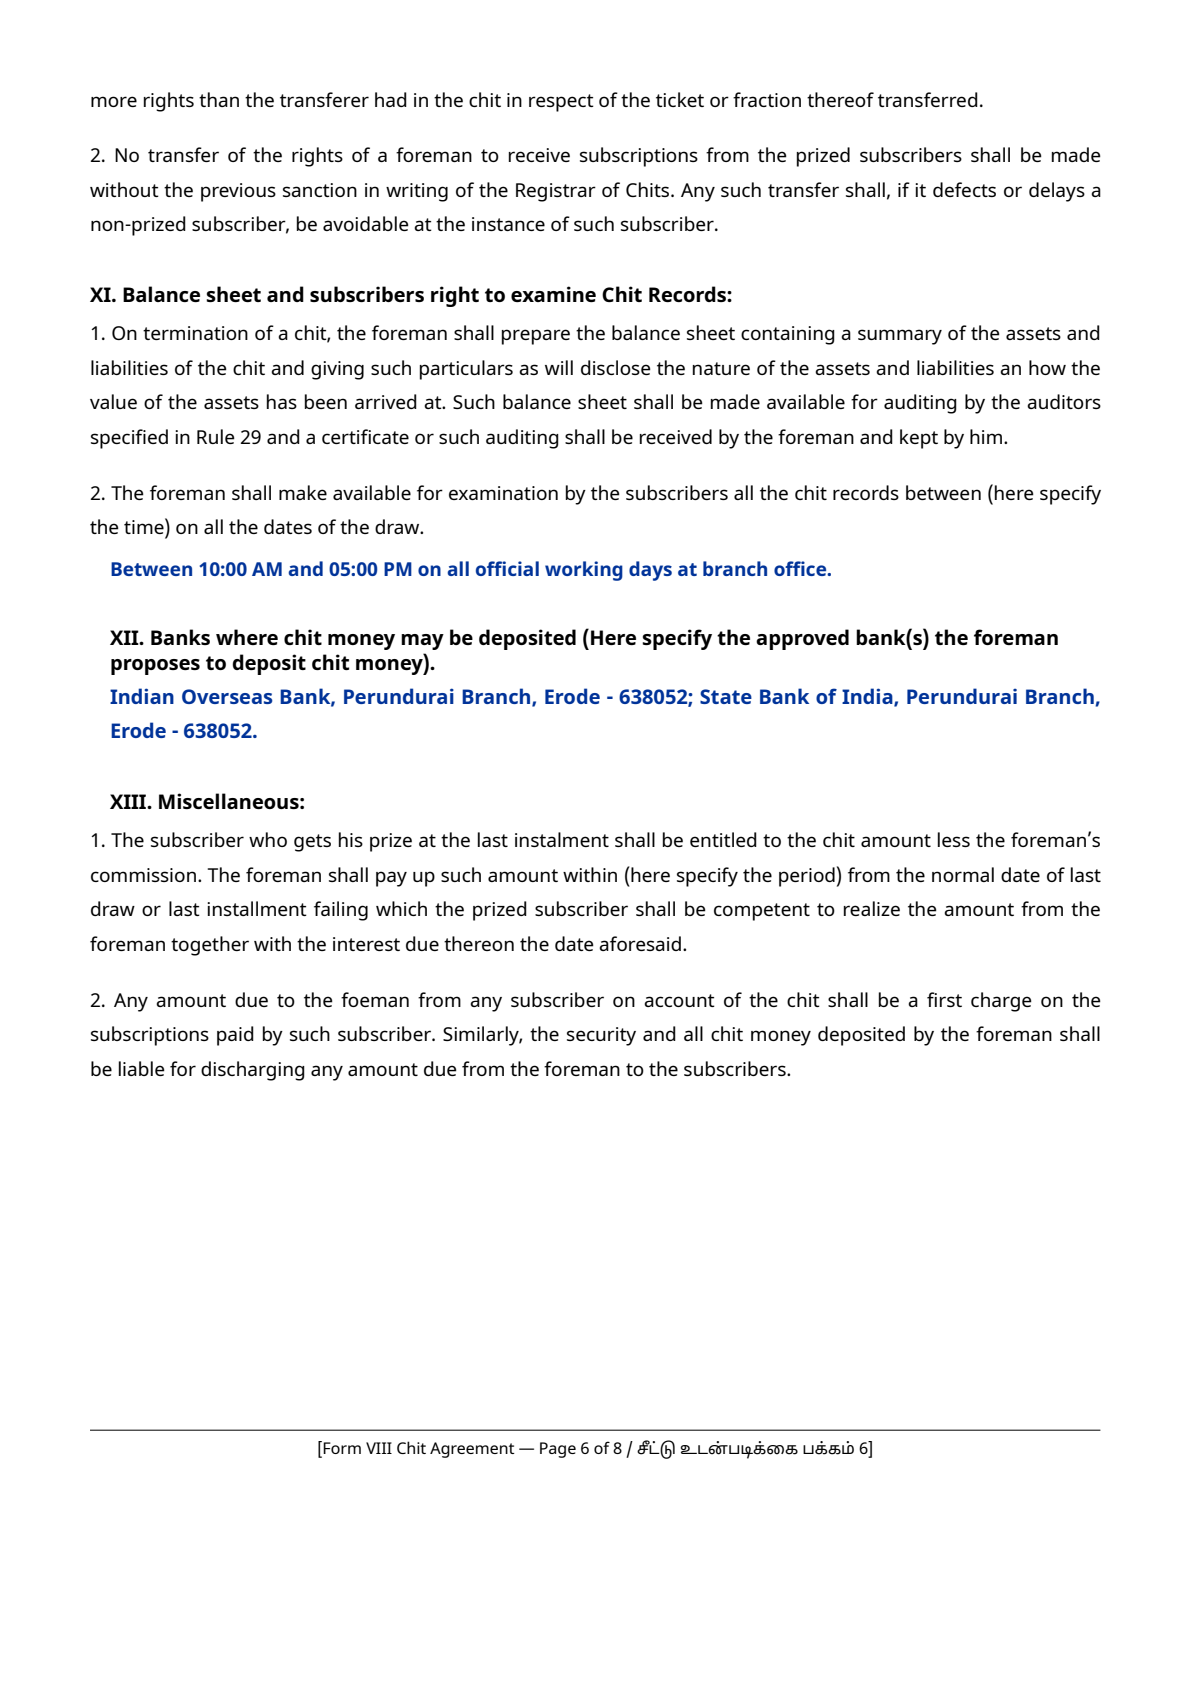 more rights than the transferer had in the chit in respect of the ticket or fraction thereof transferred.
2. No transfer of the rights of a foreman to receive subscriptions from the prized subscribers shall be made
without the previous sanction in writing of the Registrar of Chits. Any such transfer shall, if it defects or delays a
non-prized subscriber, be avoidable at the instance of such subscriber.
XI. Balance sheet and subscribers right to examine Chit Records:
1. On termination of a chit, the foreman shall prepare the balance sheet containing a summary of the assets and
liabilities of the chit and giving such particulars as will disclose the nature of the assets and liabilities an how the
value of the assets has been arrived at. Such balance sheet shall be made available for auditing by the auditors
specified in Rule 29 and a certificate or such auditing shall be received by the foreman and kept by him.
2. The foreman shall make available for examination by the subscribers all the chit records between (here specify
the time) on all the dates of the draw.
Between 10:00 AM and 05:00 PM on all official working days at branch office.
XII. Banks where chit money may be deposited (Here specify the approved bank(s) the foreman
proposes to deposit chit money).
Indian Overseas Bank, Perundurai Branch, Erode - 638052; State Bank of India, Perundurai Branch,
Erode - 638052.
XIII. Miscellaneous:
1. The subscriber who gets his prize at the last instalment shall be entitled to the chit amount less the foreman’s
commission. The foreman shall pay up such amount within (here specify the period) from the normal date of last
draw or last installment failing which the prized subscriber shall be competent to realize the amount from the
foreman together with the interest due thereon the date aforesaid.
2. Any amount due to the foeman from any subscriber on account of the chit shall be a first charge on the
subscriptions paid by such subscriber. Similarly, the security and all chit money deposited by the foreman shall
be liable for discharging any amount due from the foreman to the subscribers.
[Form VIII Chit Agreement — Page 6 of 8 / சீட்டு உடன்படிக்கை பக்கம் 6]